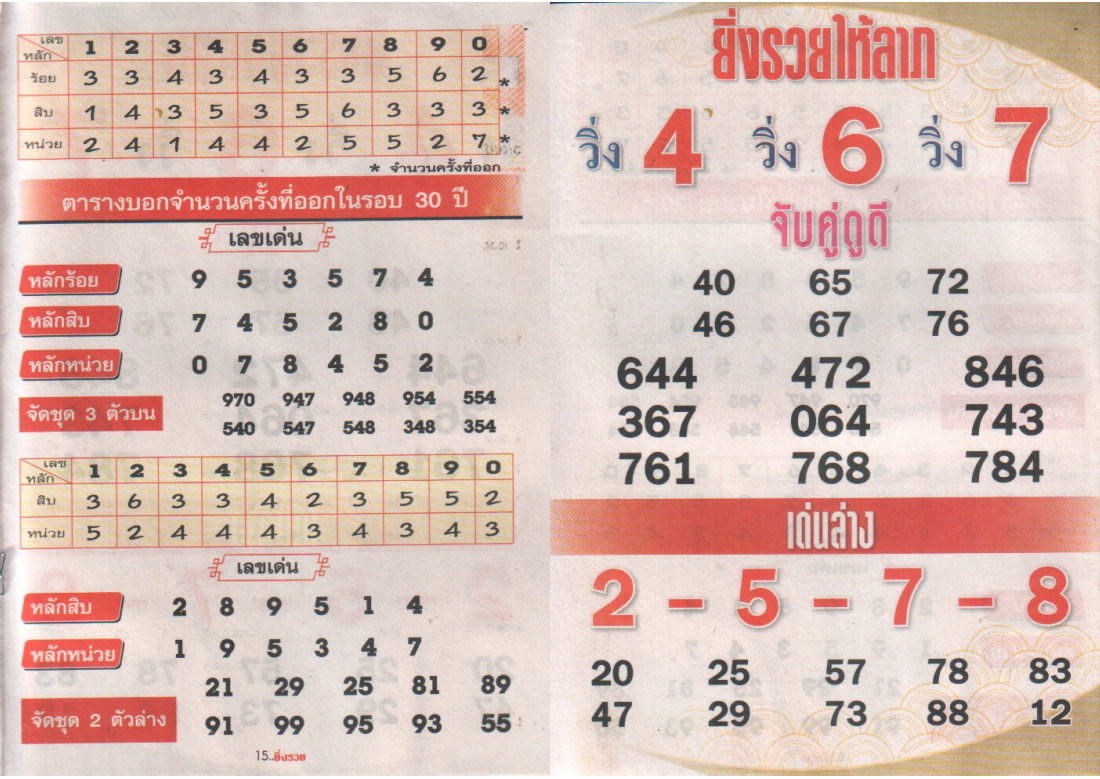 เลข
หลัก 1 2 3 4 5 6 7 8 9 0
ร้อย 3 3 4 3 4 3 3 5 6 2 *
สิบ 1 4 3 5 3 5 6 3 3 3 *
หน่วย 2 4 1 4 4 2 5 5 2 7 *
* จำนวนครั้งที่ออก
ตารางบอกจำนวนครั้งที่ออกในรอบ 30 ปี
เลขเด่น
หลักร้อย 9 5 3 5 7 4
หลักสิบ 7 4 5 2 8 0
หลักหน่วย 0 7 8 4 5 2
จัดชุด 3 ตัวบน
970 947 948 954 554
540 547 548 348 354
เลข
หลัก 1 2 3 4 5 6 7 8 9 0
สิบ 3 6 3 3 4 2 3 5 5 2
หน่วย 5 2 4 4 4 3 4 3 4 3
เลขเด่น
หลักสิบ 2 8 9 5 1 4
หลักหน่วย 1 9 5 3 4 7
จัดชุด 2 ตัวล่าง
21 29 25 81 89
91 99 95 93 55
15..ยิ่งรวย
ยิ่งรวยให้ลาภ
วิ่ง 4 วิ่ง 6 วิ่ง 7
จับคู่ดูดี
40 65 72
46 67 76
644 472 846
367 064 743
761 768 784
เด่นล่าง
2 - 5 - 7 - 8
20 25 57 78 83
47 29 73 88 12